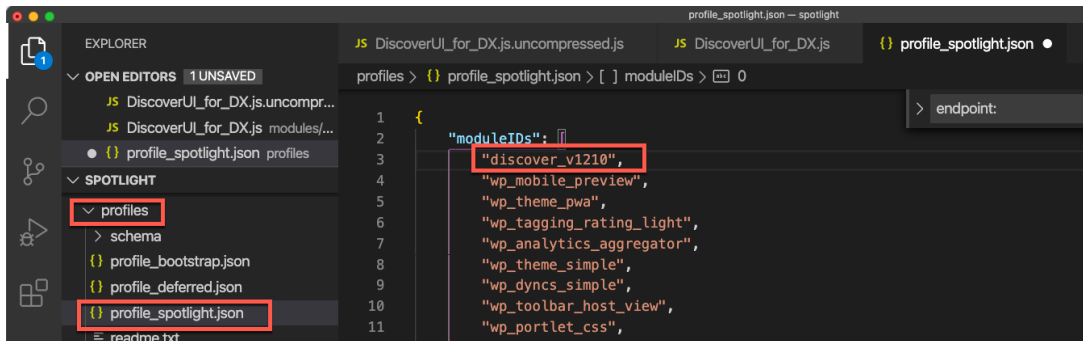 profile_spotlight.json — spotlight
EXPLORER
JS DiscoverUI_for_DX.js.uncompressed.js
JS DiscoverUI_for_DX.js
{} profile_spotlight.json ●
1
OPEN EDITORS 1 UNSAVED
JS DiscoverUI_for_DX.js.uncompr...
JS DiscoverUI_for_DX.js modules/...
● {} profile_spotlight.json profiles
SPOTLIGHT
profiles
> schema
{} profile_bootstrap.json
{} profile_deferred.json
{} profile_spotlight.json
readme.txt
profiles > {} profile_spotlight.json > [ ] moduleIDs > abc 0
> endpoint:
1 {
2 "moduleIDs": [
3 "discover_v1210",
4 "wp_mobile_preview",
5 "wp_theme_pwa",
6 "wp_tagging_rating_light",
7 "wp_analytics_aggregator",
8 "wp_theme_simple",
9 "wp_dyncs_simple",
10 "wp_toolbar_host_view",
11 "wp_portlet_css",